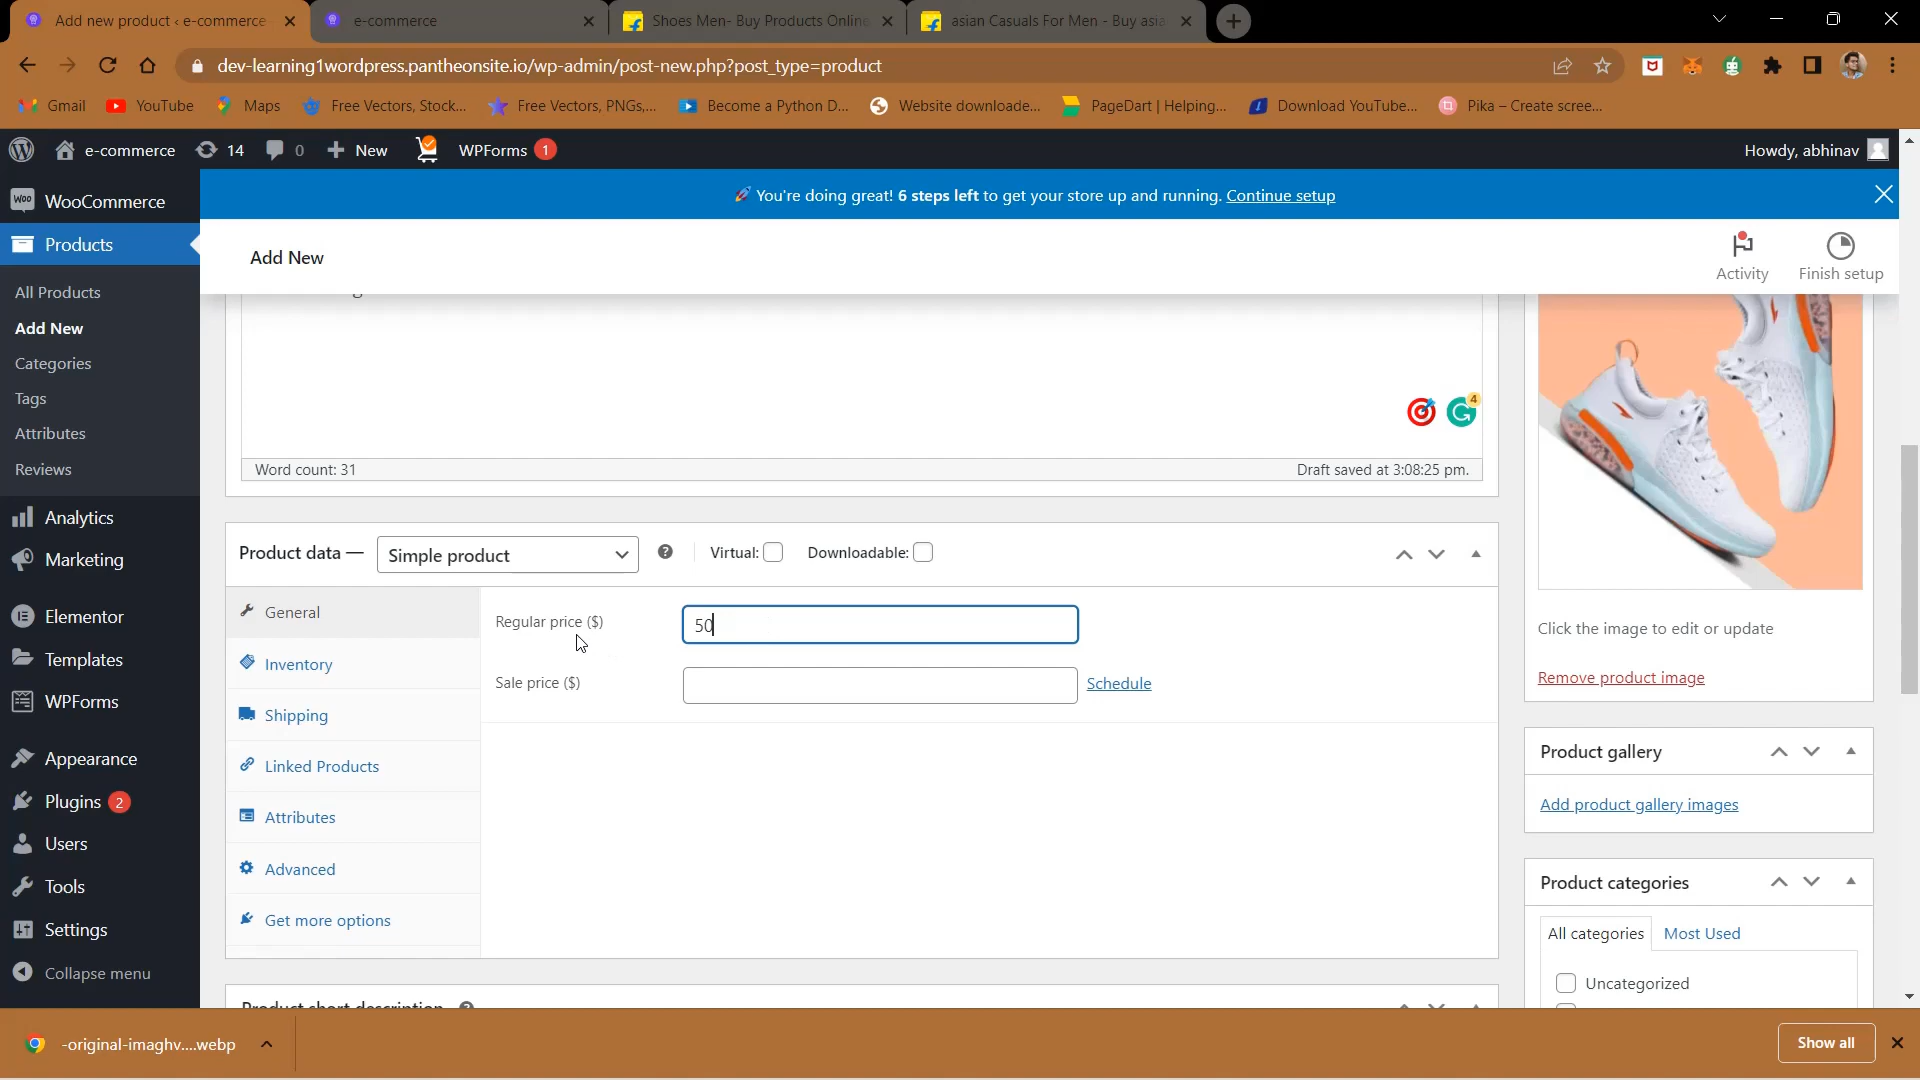 Add new product ‹ e-commerce
e-commerce
Shoes Men- Buy Products Online
asian Casuals For Men - Buy asia
dev-learning1wordpress.pantheonsite.io/wp-admin/post-new.php?post_type=product
Gmail
YouTube
Maps
Free Vectors, Stock...
Free Vectors, PNGs,...
Become a Python D...
Website downloade...
PageDart | Helping...
Download YouTube...
Pika – Create scree...
e-commerce
14
0
New
WPForms 1
Howdy, abhinav
WooCommerce
You're doing great! 6 steps left to get your store up and running. Continue setup
Products
Add New
Activity
Finish setup
All Products
Add New
Categories
Tags
Attributes
Reviews
Analytics
Marketing
Elementor
Templates
WPForms
Appearance
Plugins 2
Users
Tools
Settings
Collapse menu
4
Word count: 31
Draft saved at 3:08:25 pm.
Product data — Simple product
Virtual:
Downloadable:
General
Inventory
Shipping
Linked Products
Attributes
Advanced
Get more options
Regular price ($)
50
Sale price ($)
Schedule
Product short description
Click the image to edit or update
Remove product image
Product gallery
Add product gallery images
Product categories
All categories
Most Used
Uncategorized
-original-imaghv....webp
Show all